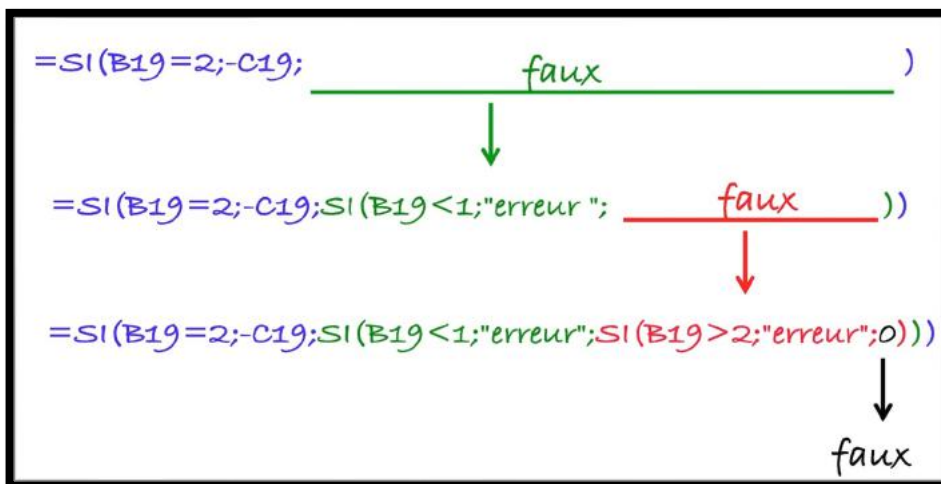 =SI(B19=2;-C19; faux )
=SI(B19=2;-C19;SI(B19<1;"erreur "; faux ))
=SI(B19=2;-C19;SI(B19<1;"erreur";SI(B19>2;"erreur";0)))
faux